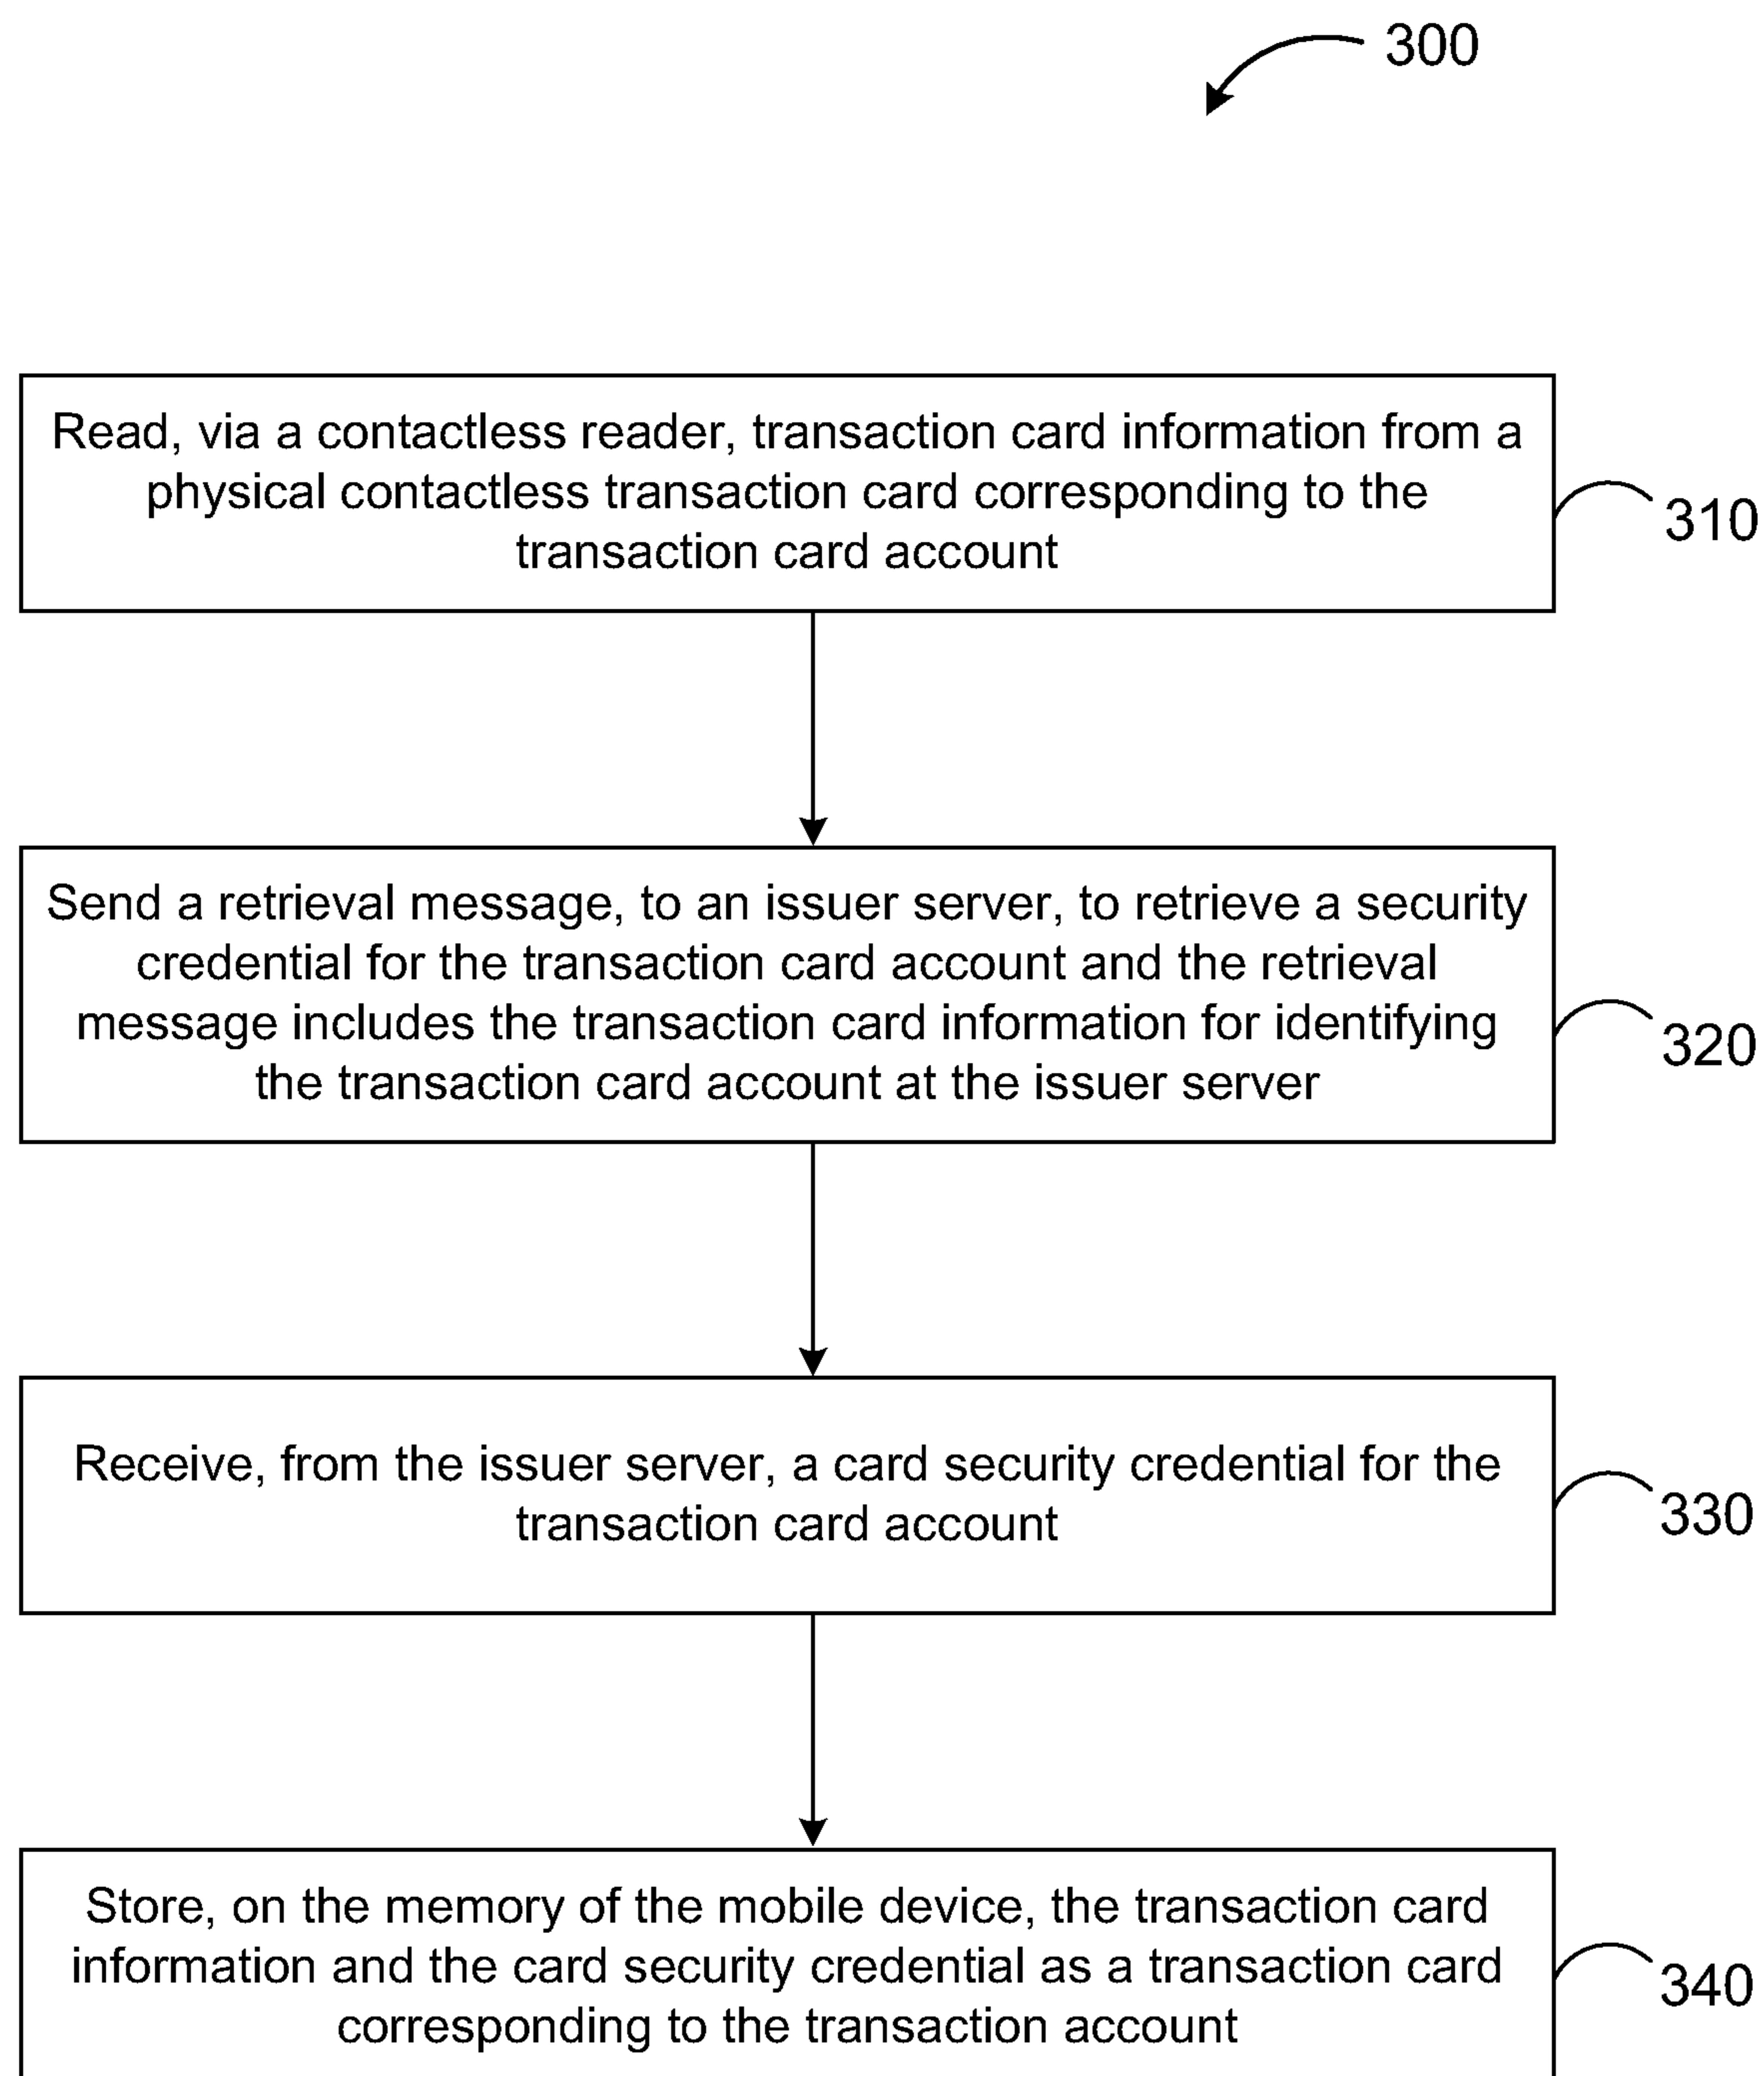 300
Read, via a contactless reader, transaction card information from a
physical contactless transaction card corresponding to the
transaction card account
310
Send a retrieval message, to an issuer server, to retrieve a security
credential for the transaction card account and the retrieval
message includes the transaction card information for identifying
the transaction card account at the issuer server
320
Receive, from the issuer server, a card security credential for the
transaction card account
330
Store, on the memory of the mobile device, the transaction card
information and the card security credential as a transaction card
corresponding to the transaction account
340